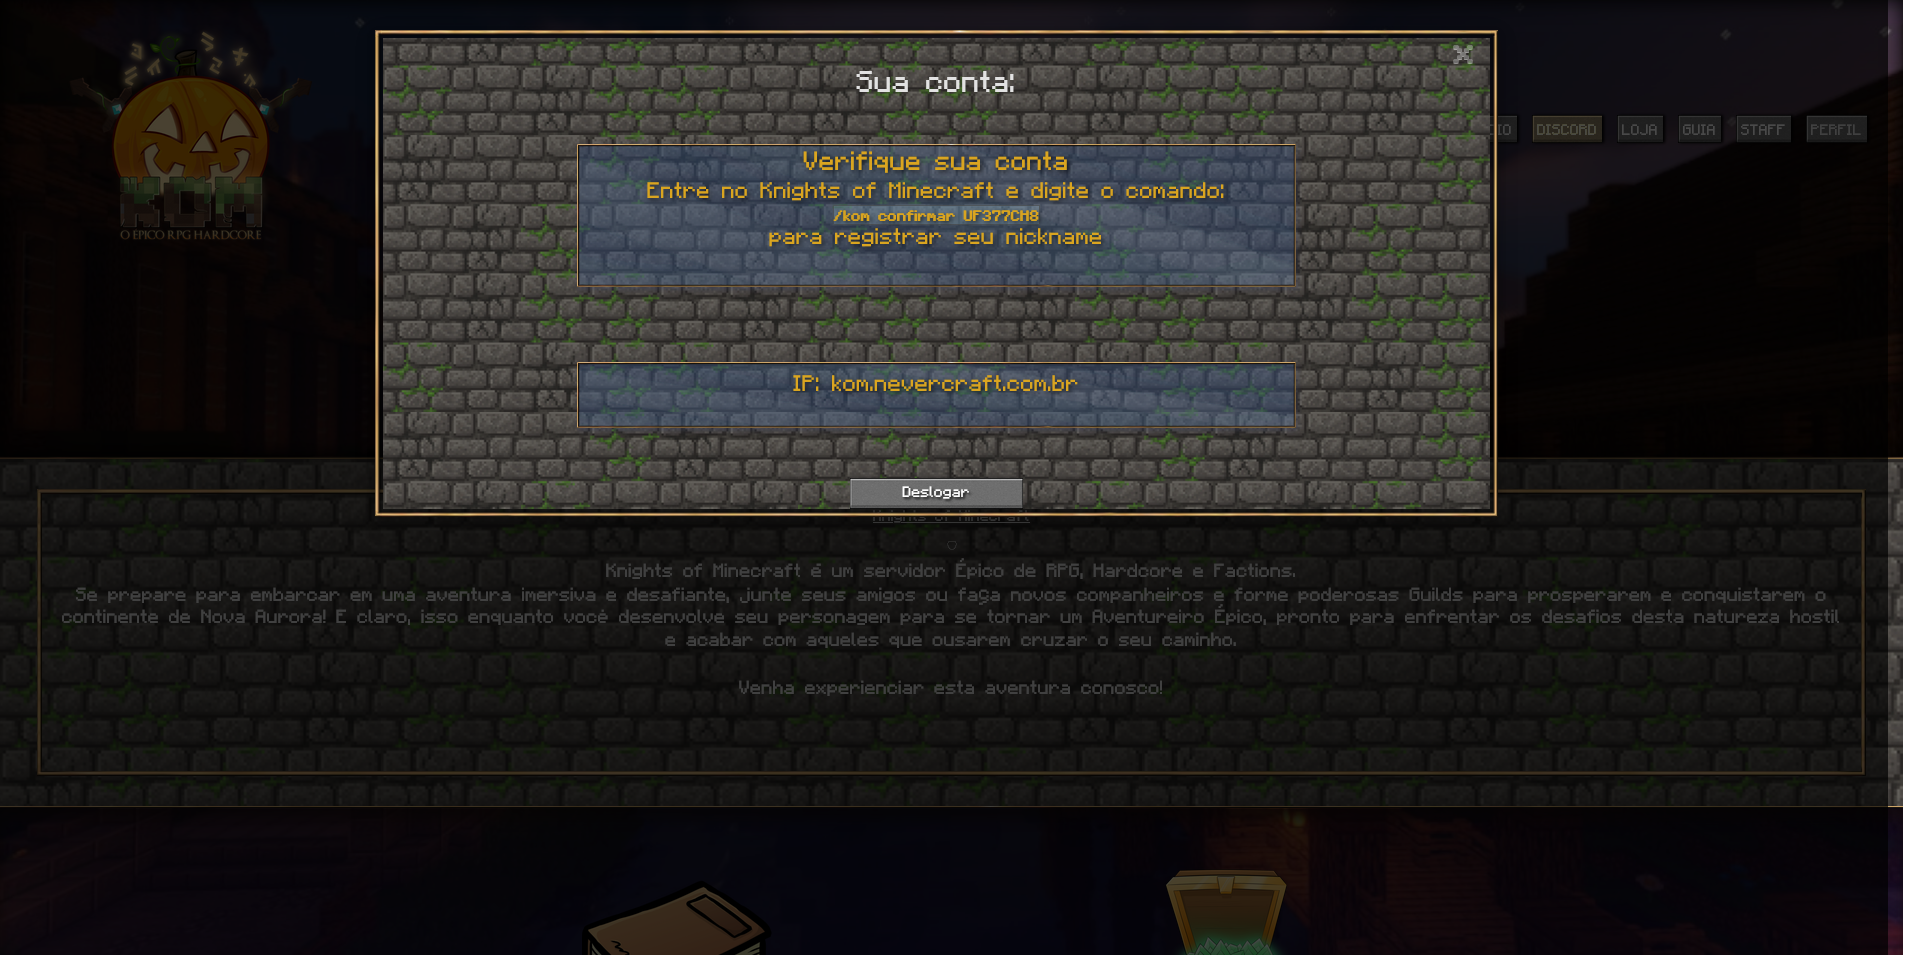 Sua conta:
KOM
O EPICO RPG HARDCORE
DISCORD
LOJA
GUIA
STAFF
PERFIL
Verifique sua conta
Entre no Knights of Minecraft e digite o comando:
/kom confirmar UF377CH8
para registrar seu nickname
IP: kom.nevercraft.com.br
Deslogar
Knights of Minecraft
Knights of Minecraft é um servidor Épico de RPG, Hardcore e Factions.
Se prepare para embarcar em uma aventura imersiva e desafiante, junte seus amigos ou faça novos companheiros e forme poderosas Guilds para prosperarem e conquistarem o
continente de Nova Aurora! E claro, isso enquanto você desenvolve seu personagem para se tornar um Aventureiro Épico, pronto para enfrentar os desafios desta natureza hostil
e acabar com aqueles que ousarem cruzar o seu caminho.
Venha experienciar esta aventura conosco!